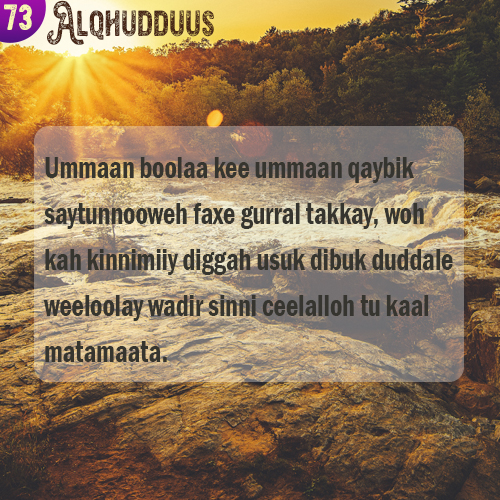 73
Alqhudduus
Ummaan boolaa kee ummaan qaybik
saytunnooweh faxe gurral takkay, woh
kah kinnimiiy diggah usuk dibuk duddale
weeloolay wadir sinni ceelalloh tu kaal
matamaata.